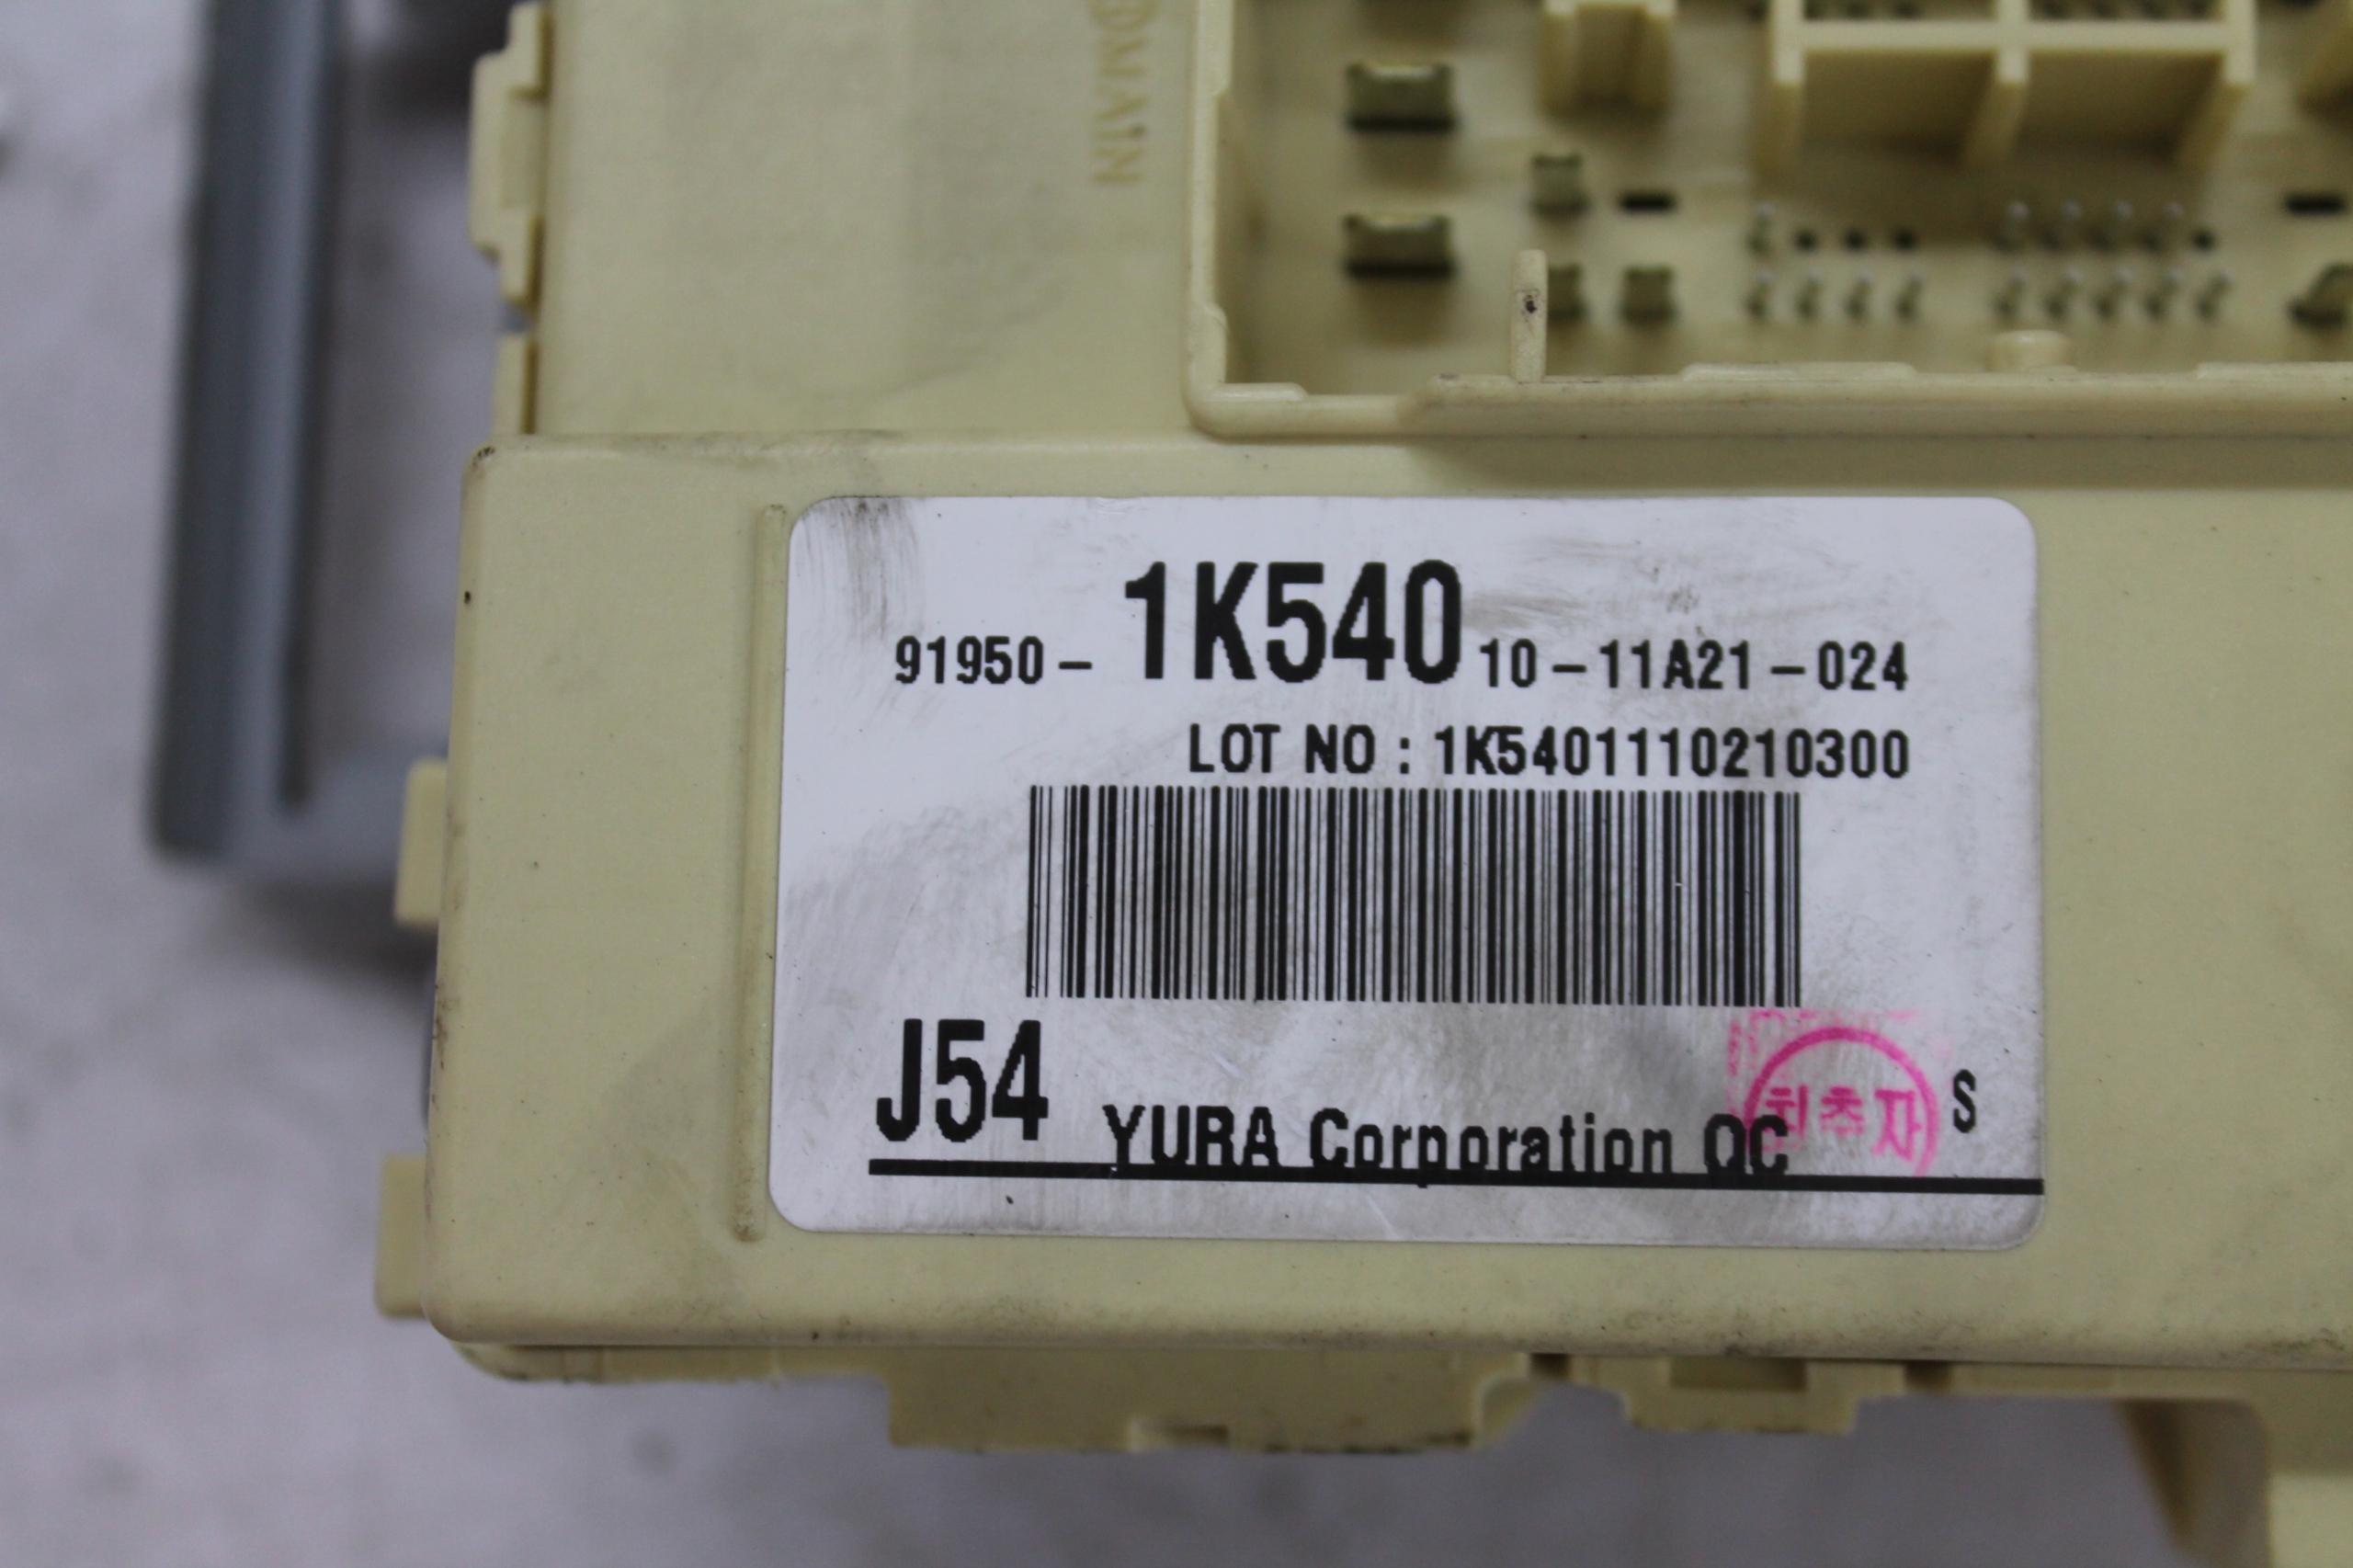 91950- 1K540 10-11A21-024
LOT NO : 1K5401110210300
J54 YURA Corporation QC S